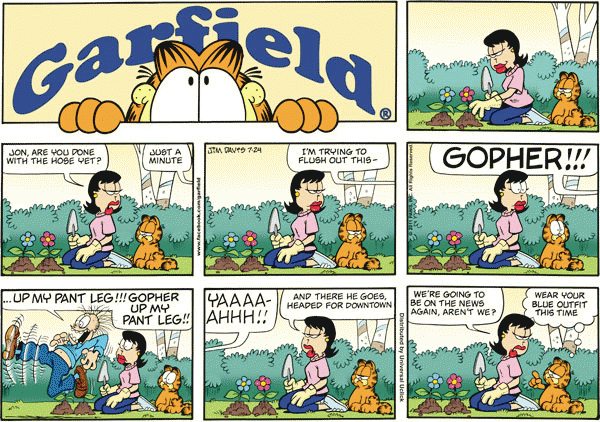 Garfield
®
JON, ARE YOU DONE
WITH THE HOSE YET?
JUST A
MINUTE
www.facebook.com/garfield
JIM DAVIS 7-24
I'M TRYING TO
FLUSH OUT THIS-
GOPHER!!!
...UP MY PANT LEG!!! GOPHER
UP MY
PANT LEG!!
YAAAA-
AHHH!!
AND THERE HE GOES,
HEADED FOR DOWNTOWN
Distributed by Universal Uclick
WE'RE GOING TO
BE ON THE NEWS
AGAIN, AREN'T WE?
WEAR YOUR
BLUE OUTFIT
THIS TIME